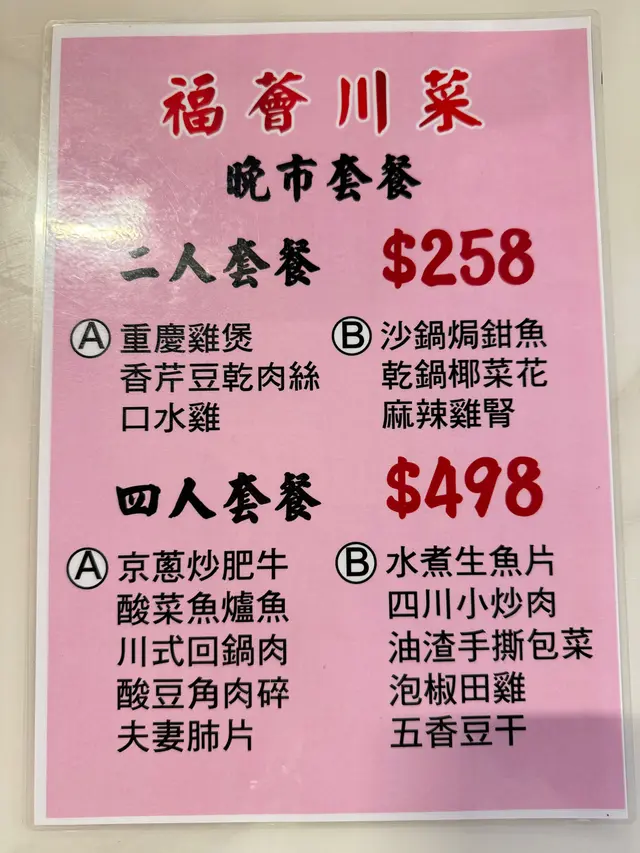 福薈川菜
晚市套餐
二人套餐 $258
Ⓐ 重慶雞煲
香芹豆乾肉絲
口水雞
Ⓑ 沙鍋焗鉗魚
乾鍋椰菜花
麻辣雞腎
四人套餐 $498
Ⓐ 京蔥炒肥牛
酸菜魚爐魚
川式回鍋肉
酸豆角肉碎
夫妻肺片
Ⓑ 水煮生魚片
四川小炒肉
油渣手撕包菜
泡椒田雞
五香豆干